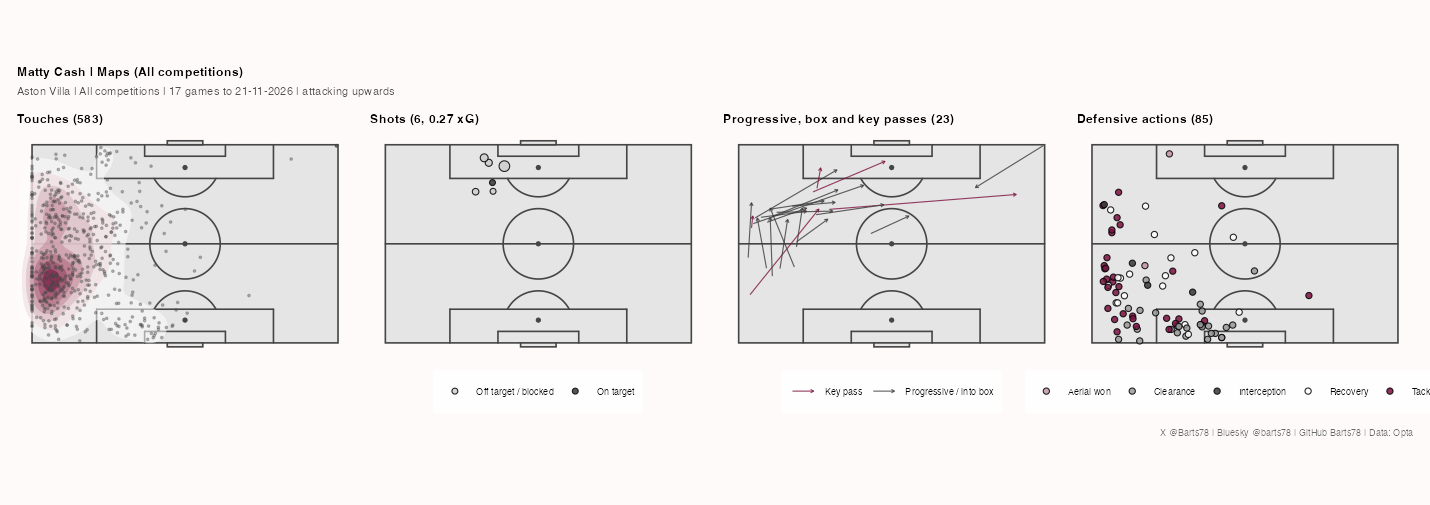 Matty Cash | Maps (All competitions)
Aston Villa | All competitions | 17 games to 21-11-2026 | attacking upwards
Touches (583)
Shots (6, 0.27 xG)
Progressive, box and key passes (23)
Defensive actions (85)
Off target / blocked
On target
Key pass
Progressive / into box
Aerial won
Clearance
Interception
Recovery
Tack
X @Barts78 | Bluesky @barts78 | GitHub Barts78 | Data: Opta